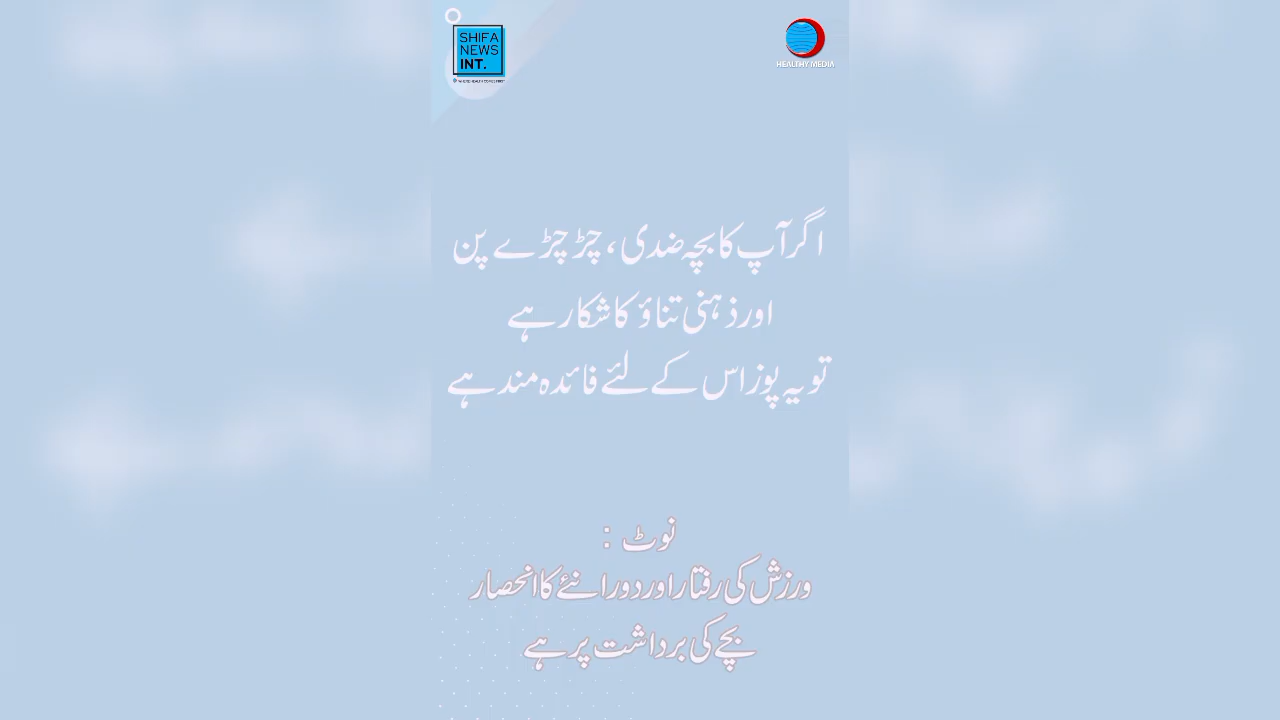 SHIFA
NEWS
INT.
HEALTHY MEDIA
اگر آپ کا بچہ ضدی، چڑچڑے پن
اور ذہنی تناؤ کا شکار ہے
تو یہ پوز اس کے لئے فائدہ مند ہے
نوٹ :
ورزش کی رفتار اور دورانئے کا انحصار
بچے کی برداشت پر ہے